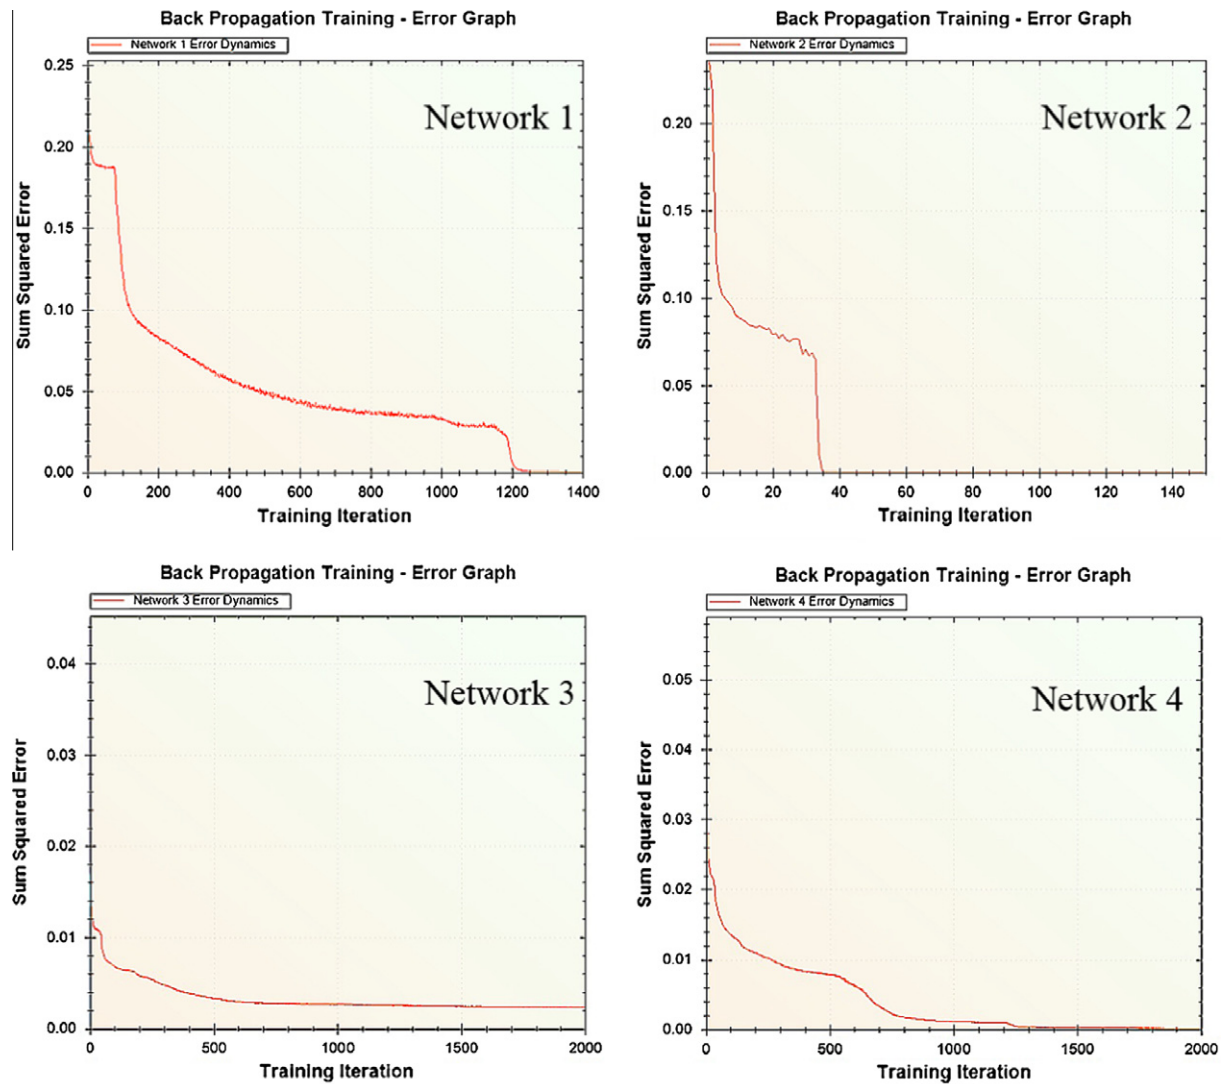 Back Propagation Training - Error Graph
Network 1 Error Dynamics
Network 1
Sum Squared Error
0.25
0.20
0.15
0.10
0.05
0.00
0 200 400 600 800 1000 1200 1400
Training Iteration
Back Propagation Training - Error Graph
Network 2 Error Dynamics
Network 2
Sum Squared Error
0.20
0.15
0.10
0.05
0.00
0 20 40 60 80 100 120 140
Training Iteration
Back Propagation Training - Error Graph
Network 3 Error Dynamics
Network 3
Sum Squared Error
0.04
0.03
0.02
0.01
0.00
0 500 1000 1500 2000
Training Iteration
Back Propagation Training - Error Graph
Network 4 Error Dynamics
Network 4
Sum Squared Error
0.05
0.04
0.03
0.02
0.01
0.00
0 500 1000 1500 2000
Training Iteration